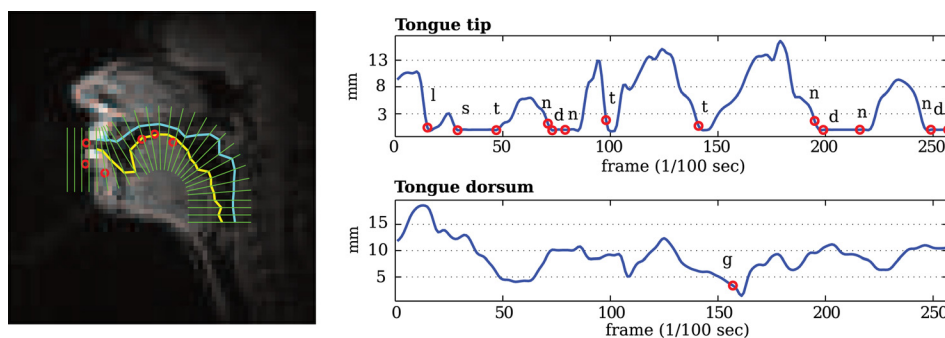 Tongue tip
13
8
3
mm
l
s
t
n
d
n
t
t
n
d
n
n
d
0
50
100
150
200
250
frame (1/100 sec)
Tongue dorsum
15
10
5
mm
g
0
50
100
150
200
250
frame (1/100 sec)